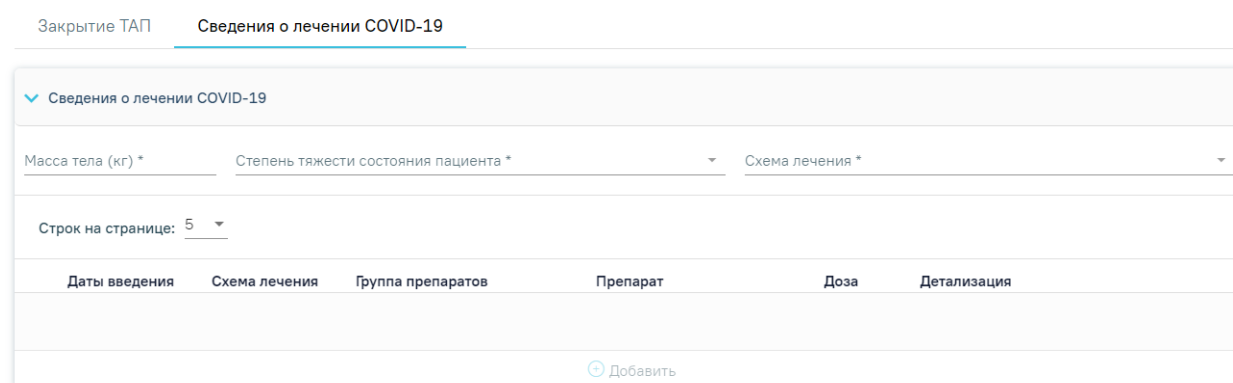 Закрытие ТАП Сведения о лечении COVID-19
Сведения о лечении COVID-19
Масса тела (кг) * Степень тяжести состояния пациента * Схема лечения *
Строк на странице: 5
Даты введения Схема лечения Группа препаратов Препарат Доза Детализация
Добавить